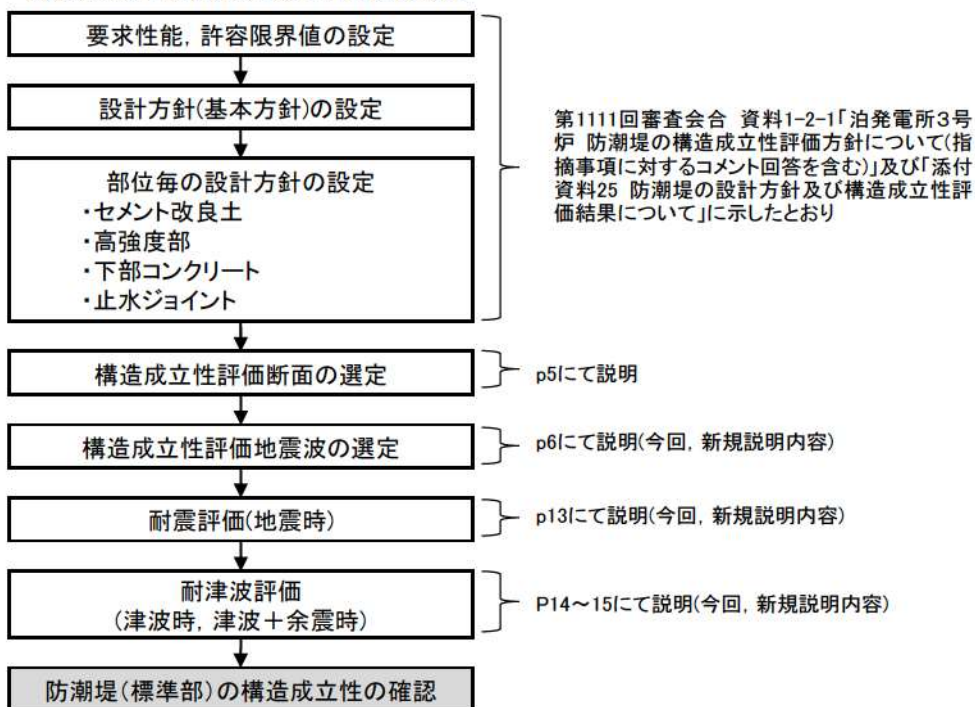 要求性能，許容限界値の設定
設計方針(基本方針)の設定
部位毎の設計方針の設定
・セメント改良土
・高強度部
・下部コンクリート
・止水ジョイント
第1111回審査会合 資料1-2-1「泊発電所３号
炉 防潮堤の構造成立性評価方針について(指
摘事項に対するコメント回答を含む)」及び「添付
資料25 防潮堤の設計方針及び構造成立性評
価結果について」に示したとおり
構造成立性評価断面の選定
p5にて説明
構造成立性評価地震波の選定
p6にて説明(今回，新規説明内容)
耐震評価(地震時)
p13にて説明(今回，新規説明内容)
耐津波評価
(津波時，津波＋余震時)
P14～15にて説明(今回，新規説明内容)
防潮堤(標準部)の構造成立性の確認